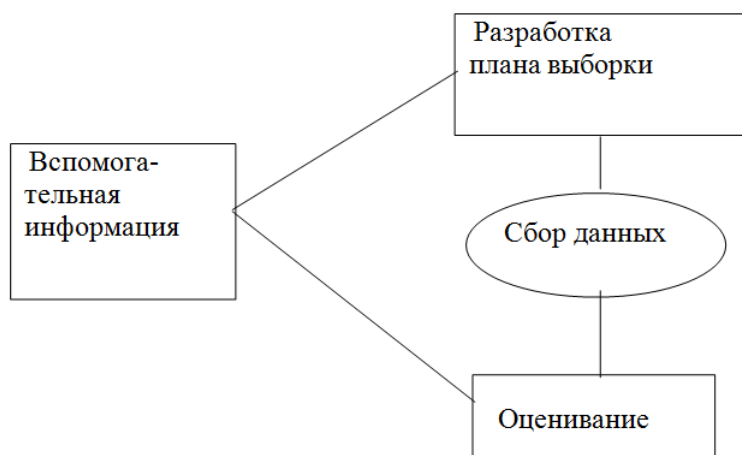 Разработка
плана выборки
Вспомога-
тельная
информация
Сбор данных
Оценивание